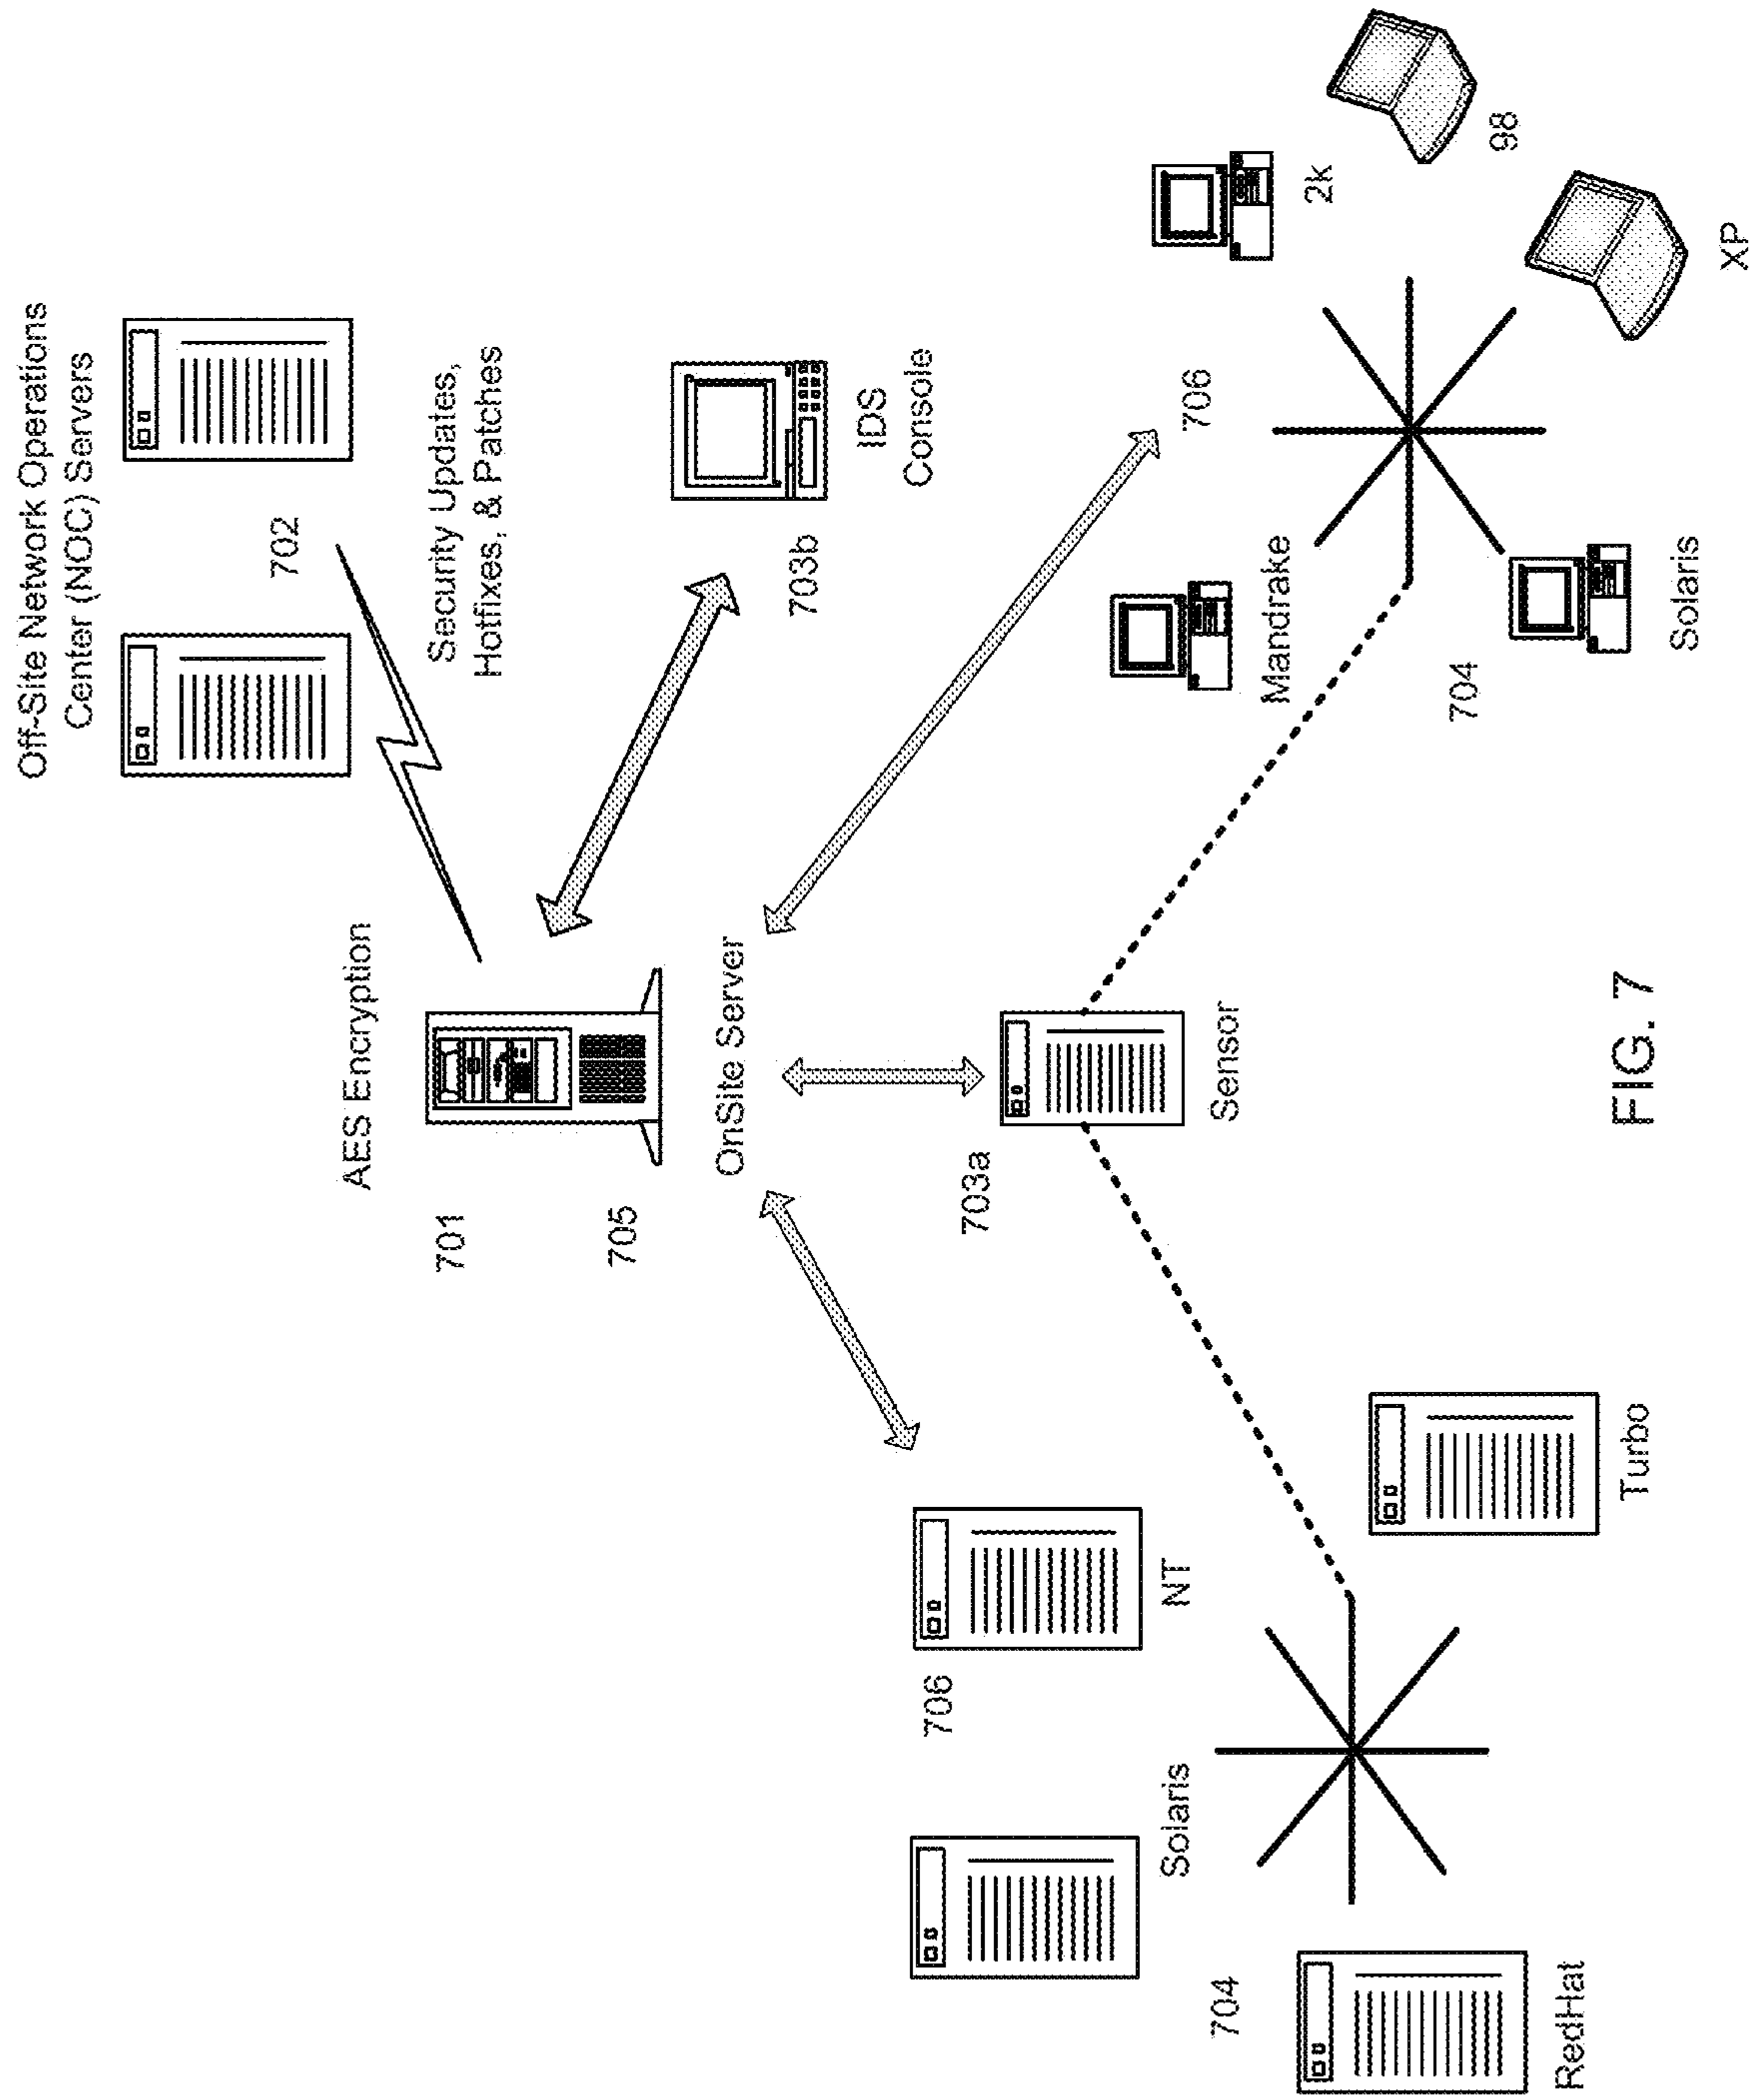 Off-Site Network Operations
Center (NOC) Servers
702
AES Encryption
Security Updates,
Hotfixes, & Patches
701
705
OnSite Server
703b
IDS
Console
703a
Sensor
706
NT
706
2k
98
XP
Solaris
Mandrake
704
Solaris
704
RedHat
Turbo
FIG. 7